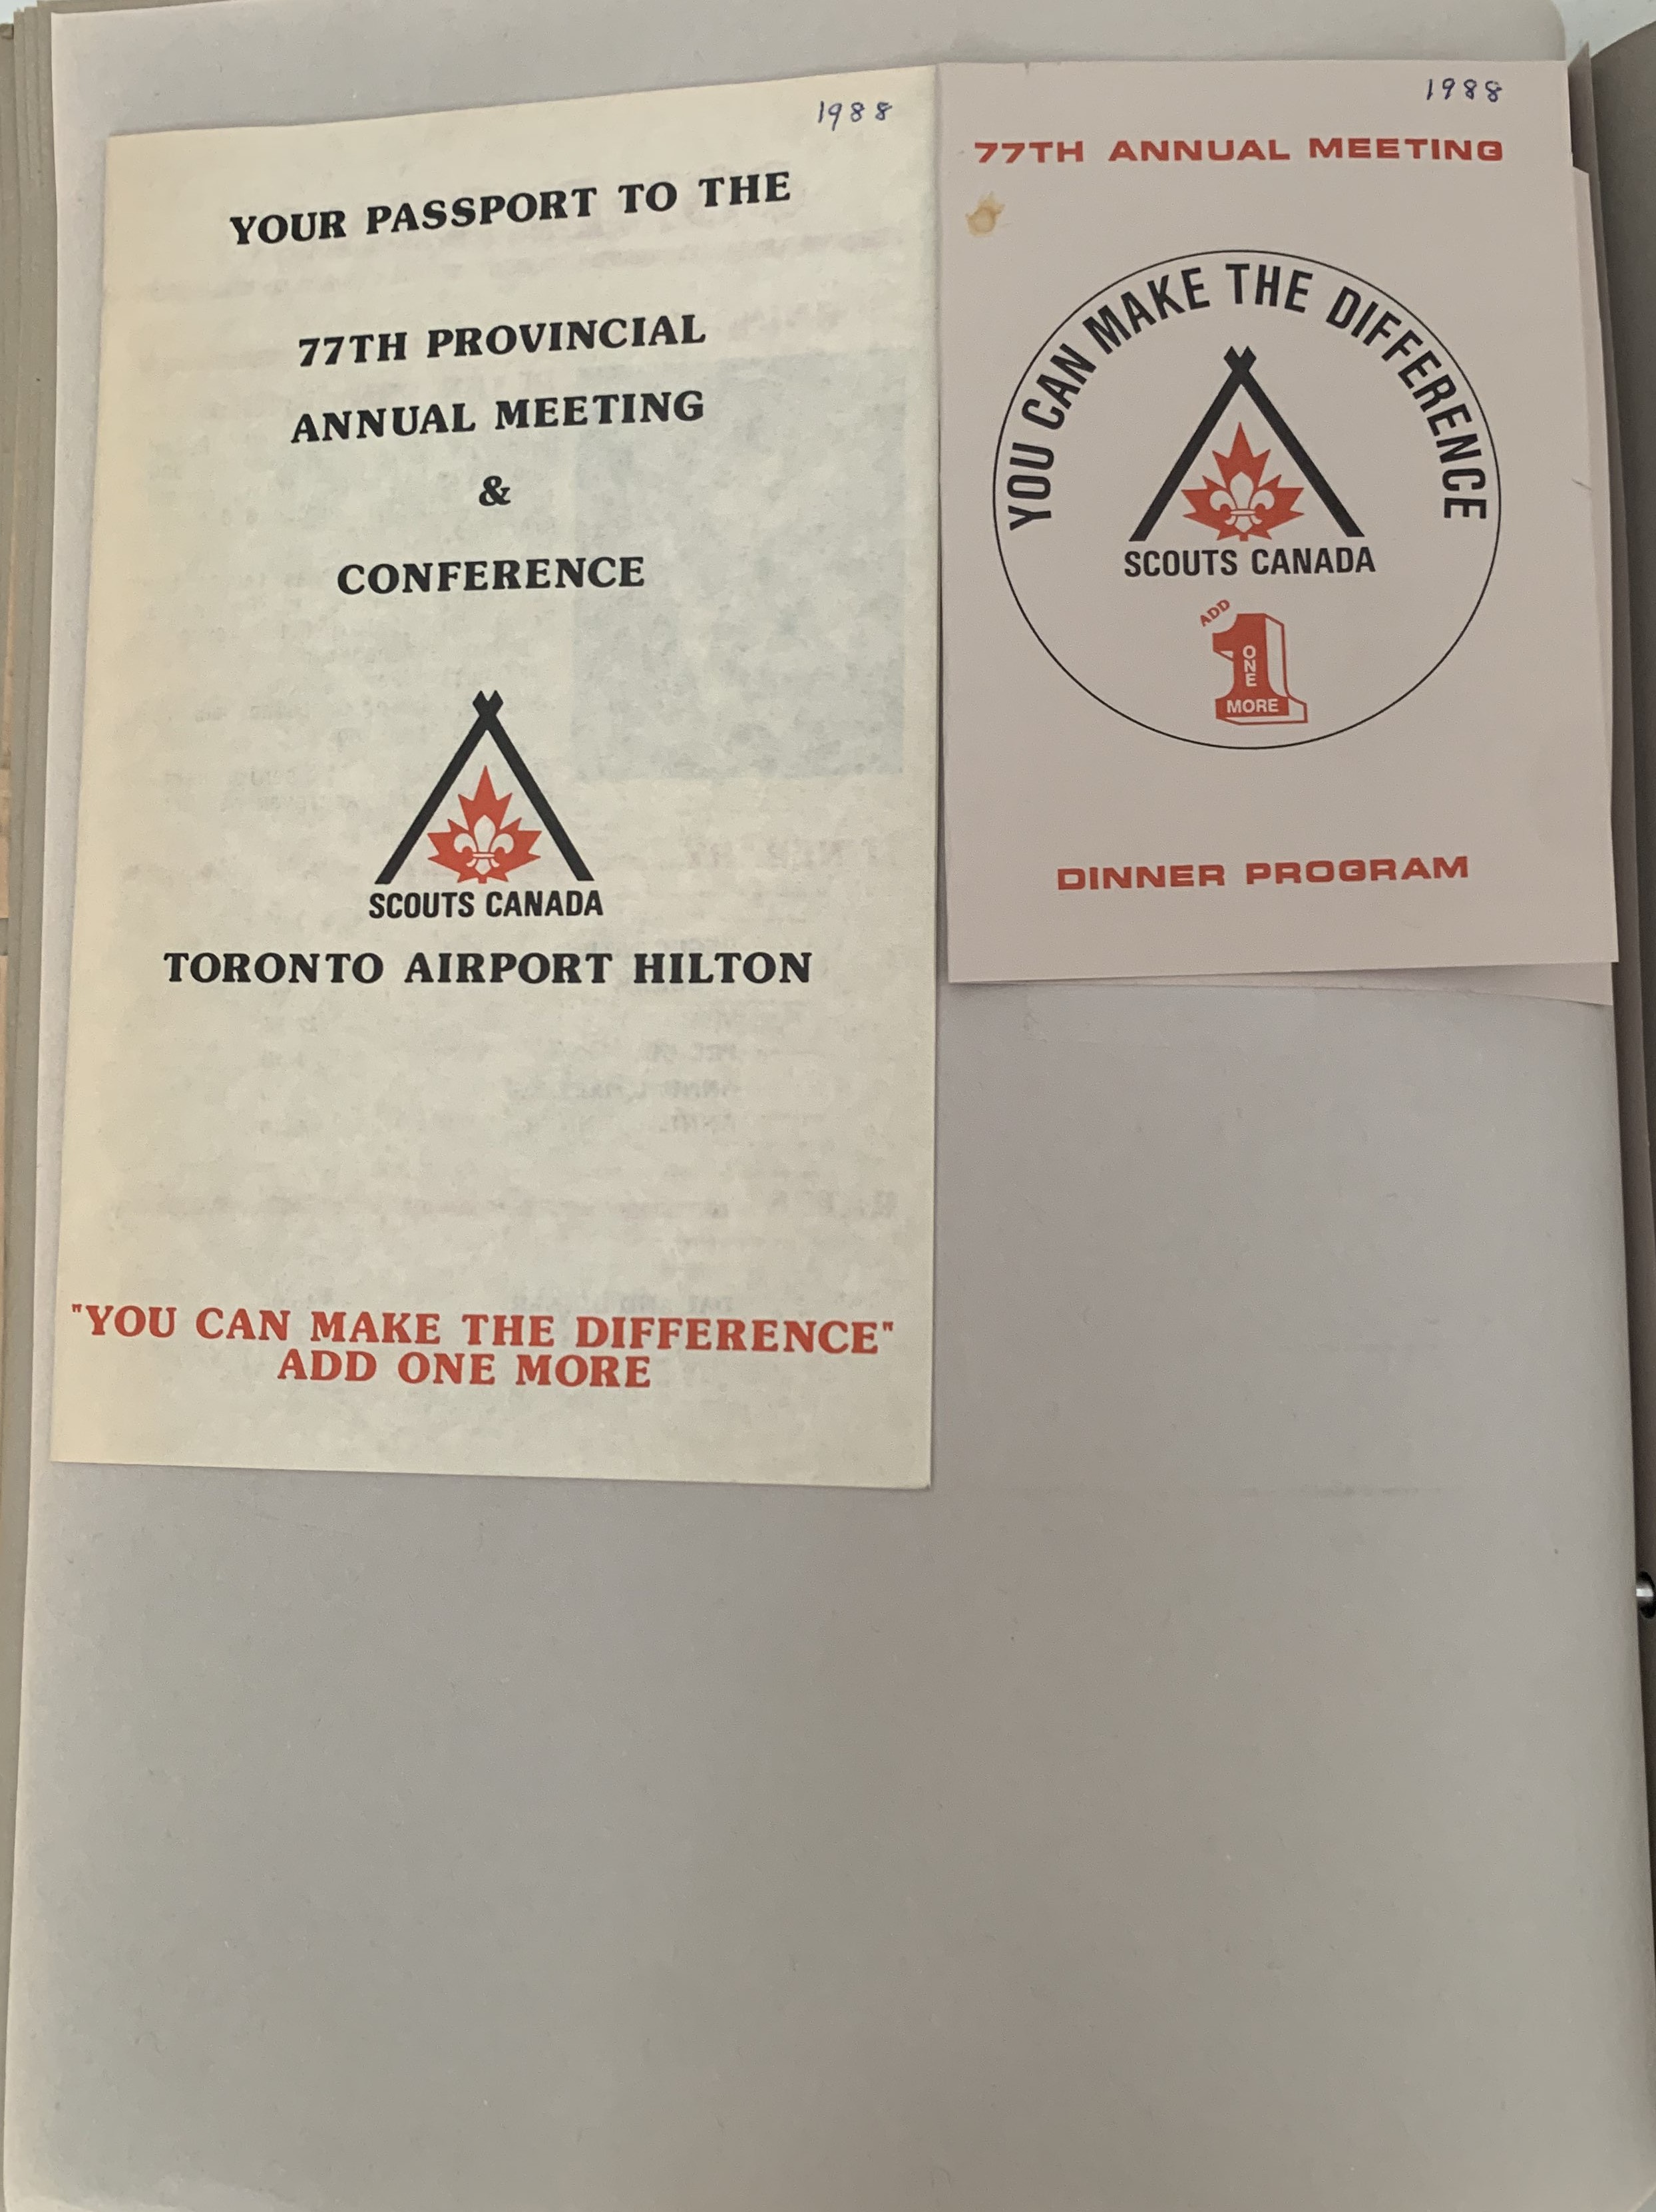 1988
YOUR PASSPORT TO THE
77TH PROVINCIAL
ANNUAL MEETING
&
CONFERENCE
SCOUTS CANADA
TORONTO AIRPORT HILTON
"YOU CAN MAKE THE DIFFERENCE"
ADD ONE MORE
1988
77TH ANNUAL MEETING
YOU CAN MAKE THE DIFFERENCE
SCOUTS CANADA
ADD
ONE
MORE
DINNER PROGRAM